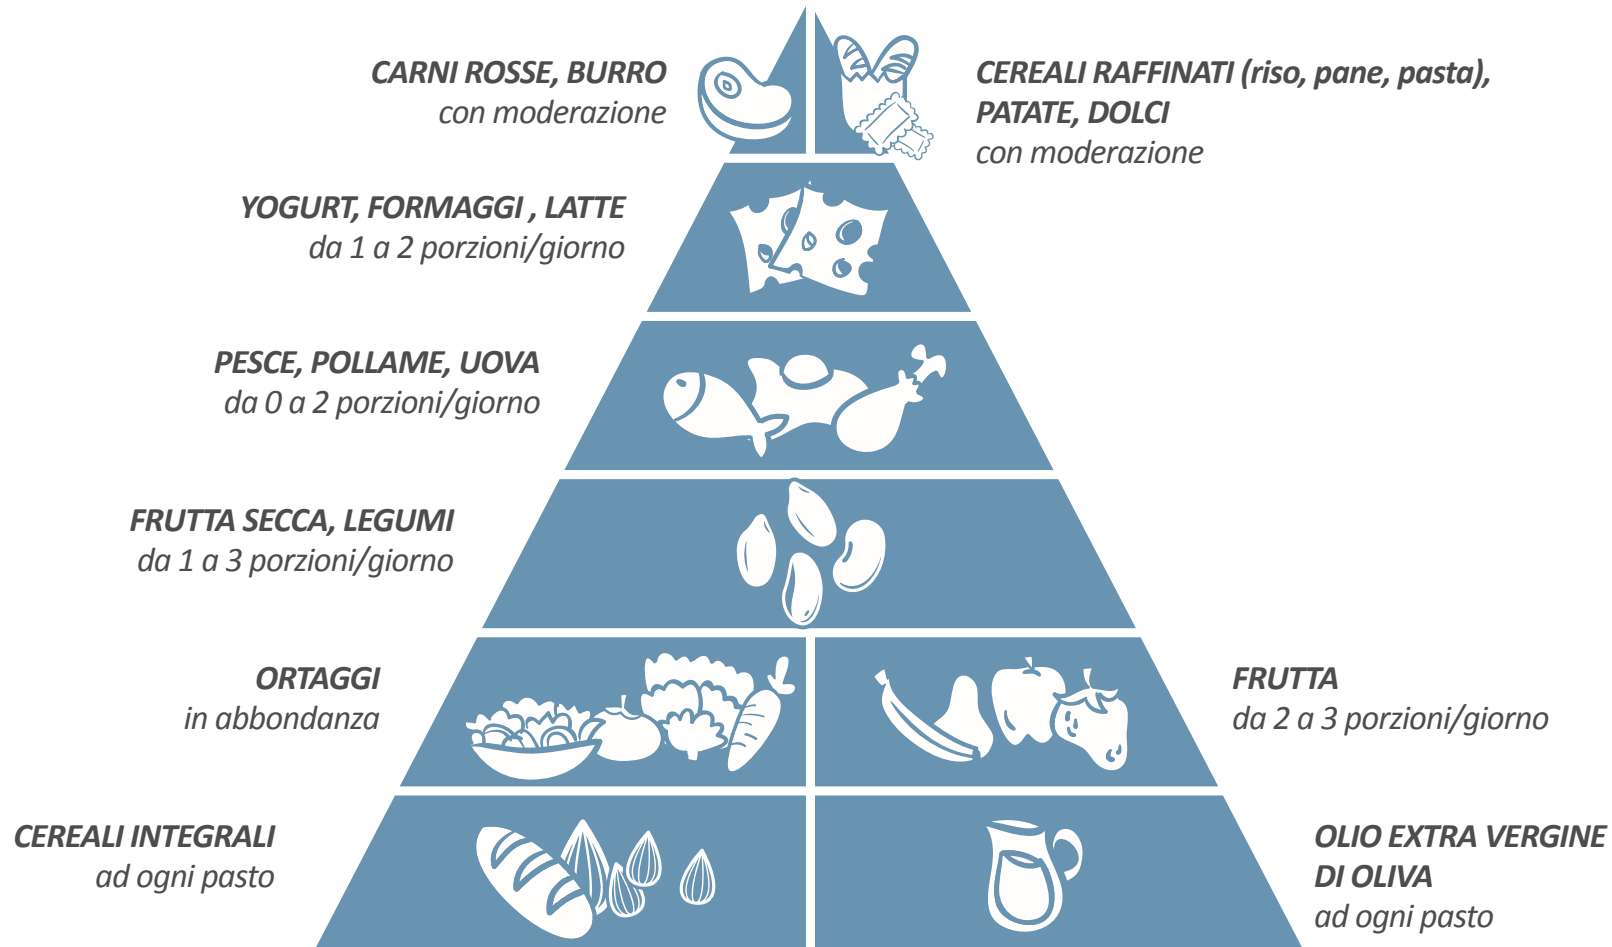 CARNI ROSSE, BURRO
con moderazione
CEREALI RAFFINATI (riso, pane, pasta),
PATATE, DOLCI
con moderazione
YOGURT, FORMAGGI , LATTE
da 1 a 2 porzioni/giorno
PESCE, POLLAME, UOVA
da 0 a 2 porzioni/giorno
FRUTTA SECCA, LEGUMI
da 1 a 3 porzioni/giorno
ORTAGGI
in abbondanza
FRUTTA
da 2 a 3 porzioni/giorno
CEREALI INTEGRALI
ad ogni pasto
OLIO EXTRA VERGINE
DI OLIVA
ad ogni pasto